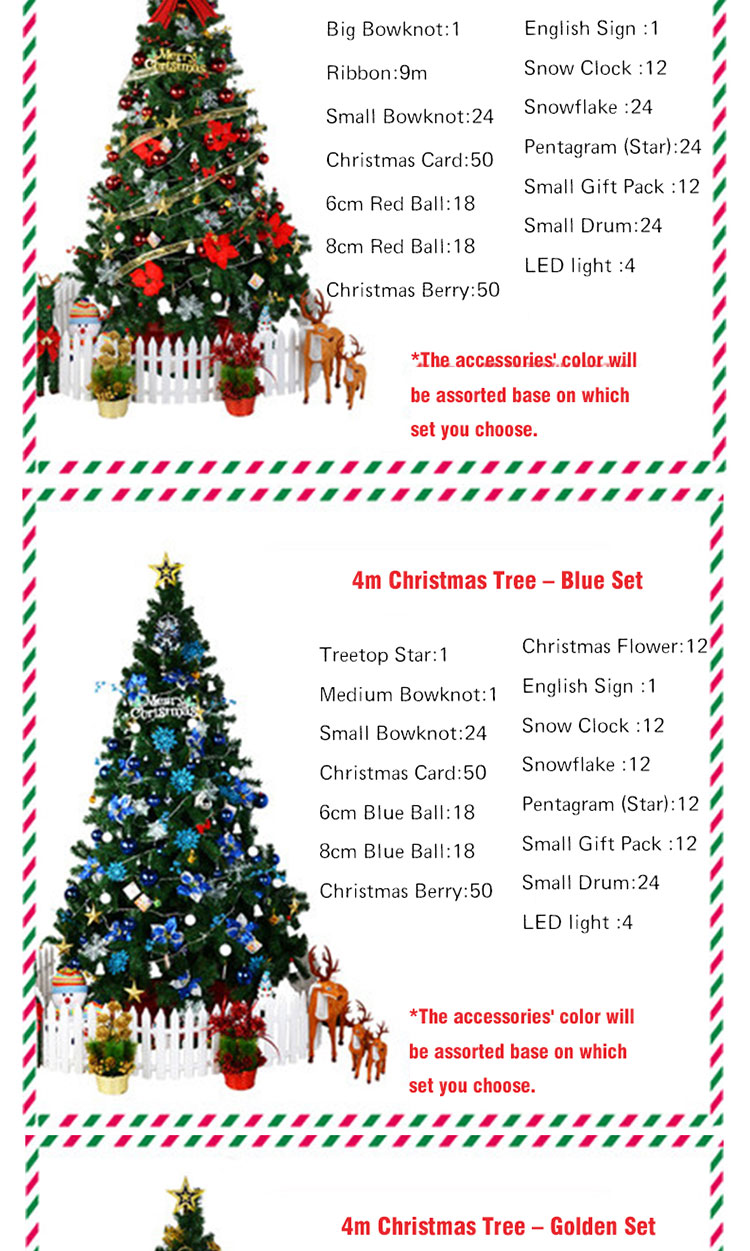 Merry
Christmas
Big Bowknot:1
Ribbon:9m
Small Bowknot:24
Christmas Card:50
6cm Red Ball:18
8cm Red Ball:18
Christmas Berry:50
English Sign :1
Snow Clock :12
Snowflake :24
Pentagram (Star):24
Small Gift Pack :12
Small Drum:24
LED light :4
*The accessories' color will
be assorted base on which
set you choose.
4m Christmas Tree – Blue Set
Merry
Christmas
Treetop Star:1
Medium Bowknot:1
Small Bowknot:24
Christmas Card:50
6cm Blue Ball:18
8cm Blue Ball:18
Christmas Berry:50
Christmas Flower:12
English Sign :1
Snow Clock :12
Snowflake :12
Pentagram (Star):12
Small Gift Pack :12
Small Drum:24
LED light :4
*The accessories' color will
be assorted base on which
set you choose.
4m Christmas Tree – Golden Set